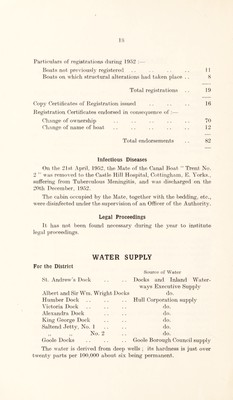 18
Particulars of registrations during 1952 :—
Boats not previously registered .. .. .. .. 11
Boats on which structural alterations had taken place .. 8
Total registrations .. 19
Copy Certificates of Registration issued .. .. .. .. 16
Registration Certificates endorsed in consequence of :—
Change of ownership .. .. .. .. .. 70
Change of name of boat .. .. .. .. .. 12
Total endorsements .. 82
Infectious Diseases
On the 21st April, 1952, the Mate of the Canal Boat “ Trent No.
2 ” was removed to the Castle Hill Hospital, Cottingham, E. Yorks.,
suffering from Tuberculous Meningitis, and was discharged on the
20th December, 1952.
The cabin occupied by the Mate, together with the bedding, etc.,
were disinfected under the supervision of an Officer of the Authority.
Legal Proceedings
It has not been found necessary during the year to institute
legal proceedings.
WATER SUPPLY
For the District
Source of Water
St. Andrew's Dock .. .. Docks and Inland Water-
ways Executive Supply
Albert and Sir Wm. Wright Docks do.
Humber Dock .. .. .. Hull Corporation supply
Victoria Dock .. .. .. do.
Alexandra Dock .. .. do.
King George Dock .. .. do.
Saltend Jetty, No. 1 .. .. do.
„ „ No. 2 .. .. do.
Goole Docks .. .. .. Goole Borough Council supply
The water is derived from deep wells ; its hardness is just over
twenty parts per 100,000 about six being permanent.